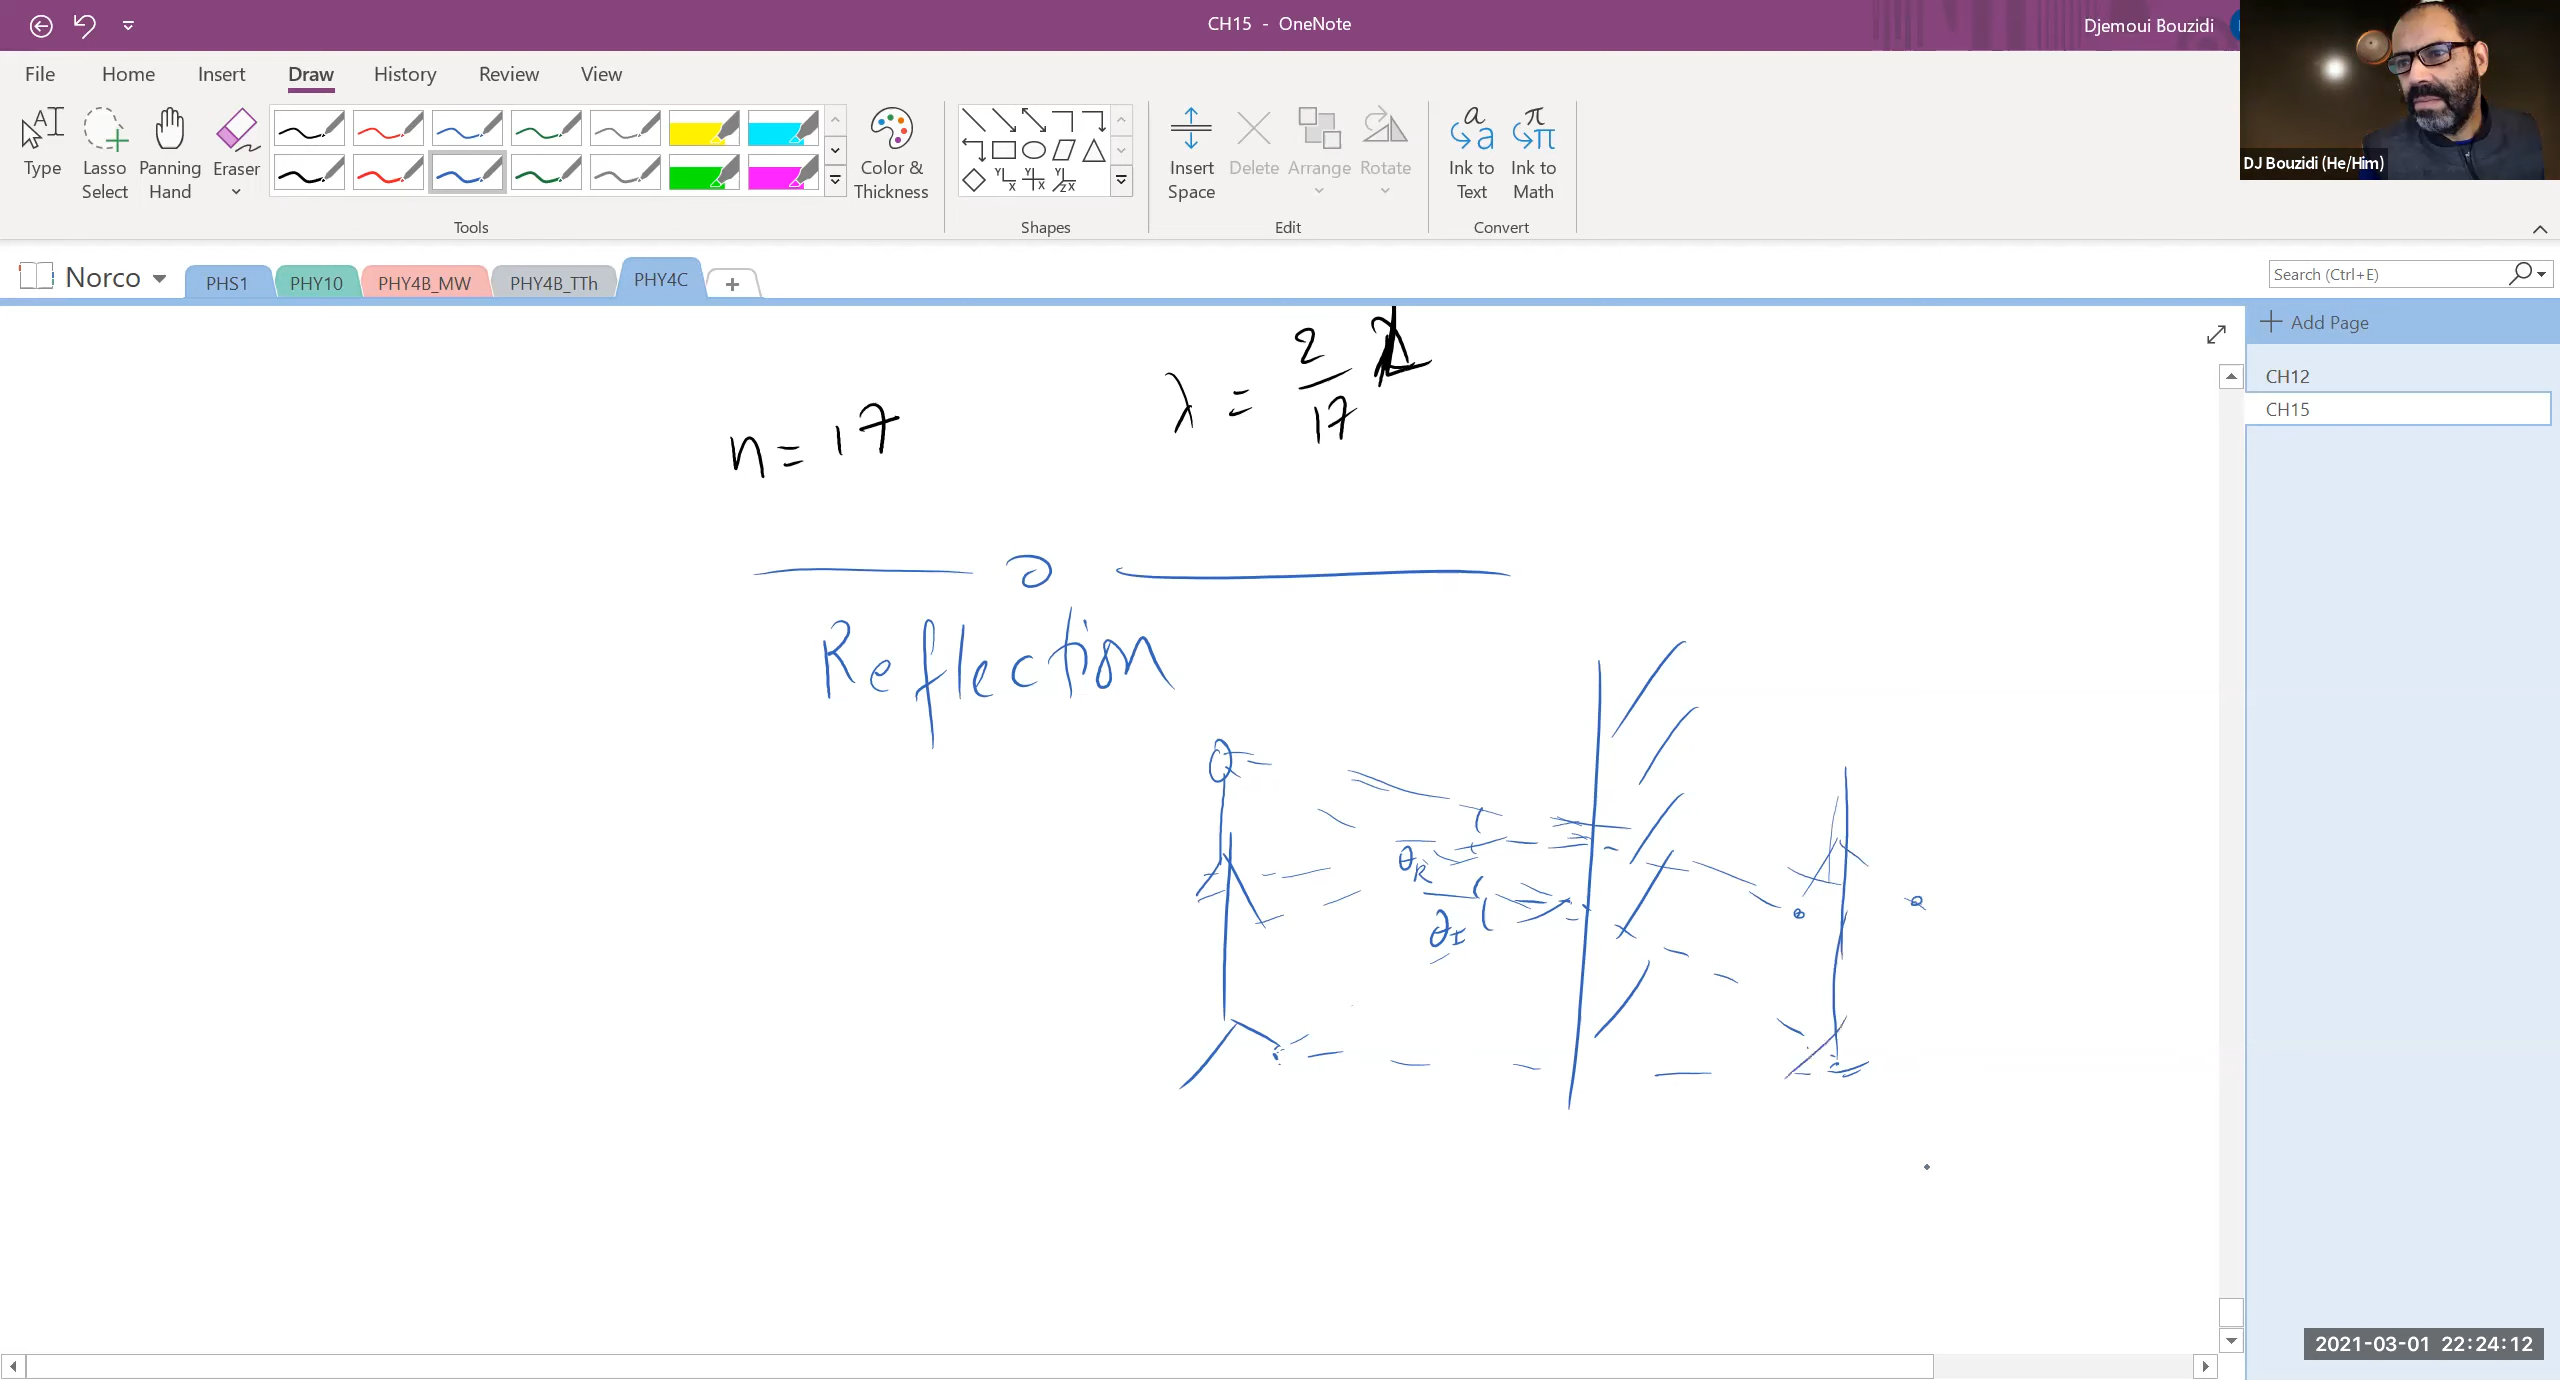 CH15 - OneNote
Djemoui Bouzidi
File Home Insert Draw History Review View
Type
Lasso Select
Panning Hand
Eraser
Color & Thickness
Insert Space
Delete
Arrange
Rotate
Ink to Text
Ink to Math
Tools
Shapes
Edit
Convert
DJ Bouzidi (He/Him)
Norco
PHS1 PHY10 PHY4B_MW PHY4B_TTh PHY4C
Search (Ctrl+E)
Add Page
CH12
CH15
n = 17
λ = 2/17
Reflection
θR
θI
2021-03-01 22:24:12